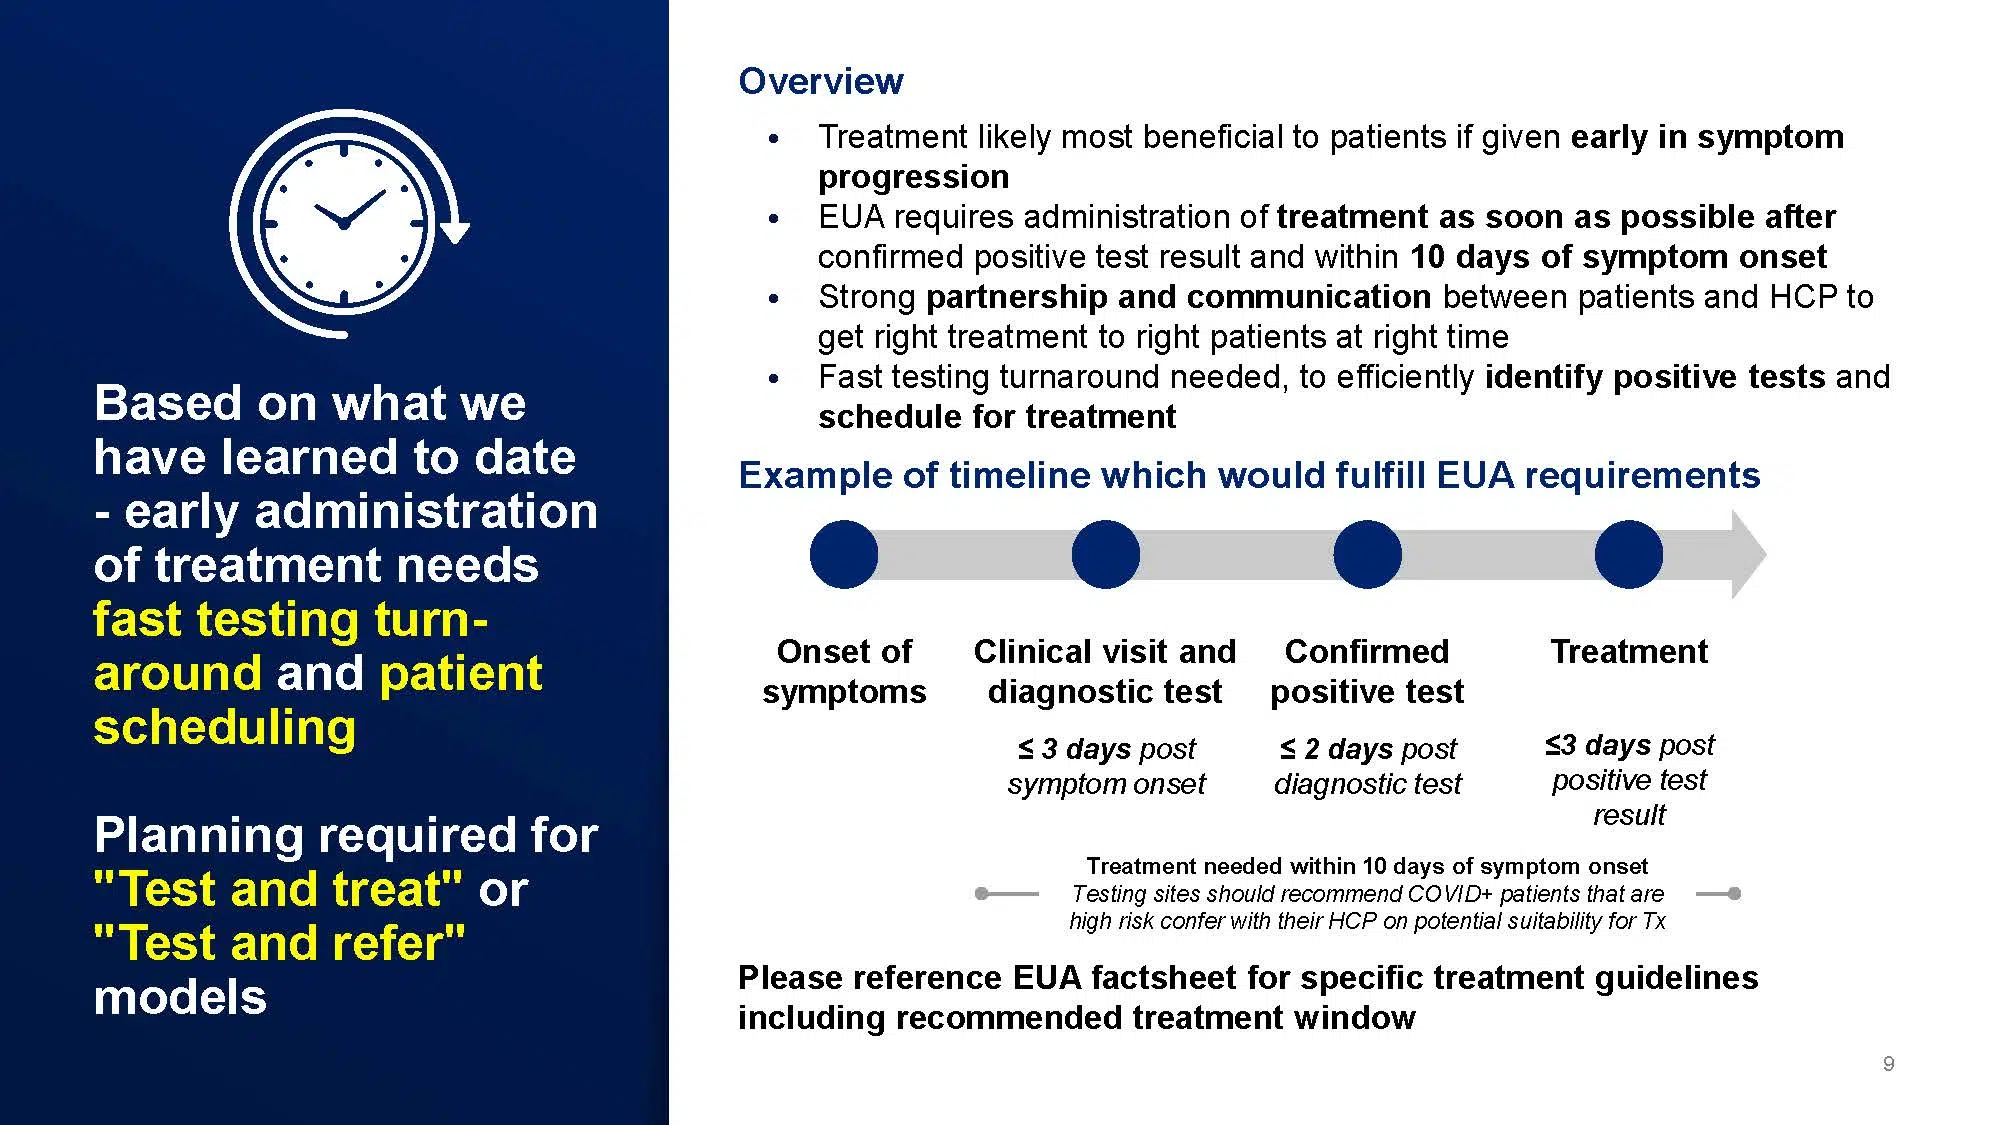 Based on what we
have learned to date
- early administration
of treatment needs
fast testing turn-
around and patient
scheduling
Planning required for
"Test and treat" or
"Test and refer"
models
Overview
• Treatment likely most beneficial to patients if given early in symptom
progression
• EUA requires administration of treatment as soon as possible after
confirmed positive test result and within 10 days of symptom onset
• Strong partnership and communication between patients and HCP to
get right treatment to right patients at right time
• Fast testing turnaround needed, to efficiently identify positive tests and
schedule for treatment
Example of timeline which would fulfill EUA requirements
Onset of
symptoms
Clinical visit and
diagnostic test
≤ 3 days post
symptom onset
Confirmed
positive test
≤ 2 days post
diagnostic test
Treatment
≤3 days post
positive test
result
Treatment needed within 10 days of symptom onset
Testing sites should recommend COVID+ patients that are
high risk confer with their HCP on potential suitability for Tx
Please reference EUA factsheet for specific treatment guidelines
including recommended treatment window
9